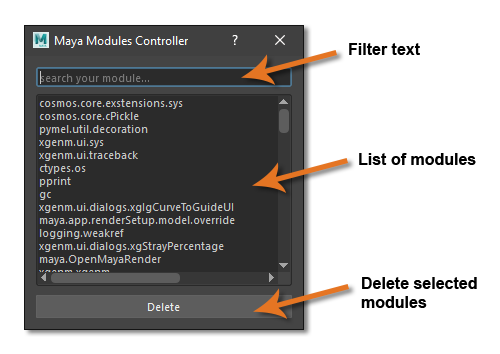 Maya Modules Controller ?
Filter text
search your module...
cosmos.core.exstensions.sys
cosmos.core.cPickle
pymel.util.decoration
xgenm.ui.sys
xgenm.ui.traceback
ctypes.os
List of modules
pprint
gc
xgenm.ui.dialogs.xgIgCurveToGuideUI
maya.app.renderSetup.model.override
logging.weakref
xgenm.ui.dialogs.xgStrayPercentage
maya.OpenMayaRender
xgenm.xgenm
Delete
Delete selected
modules